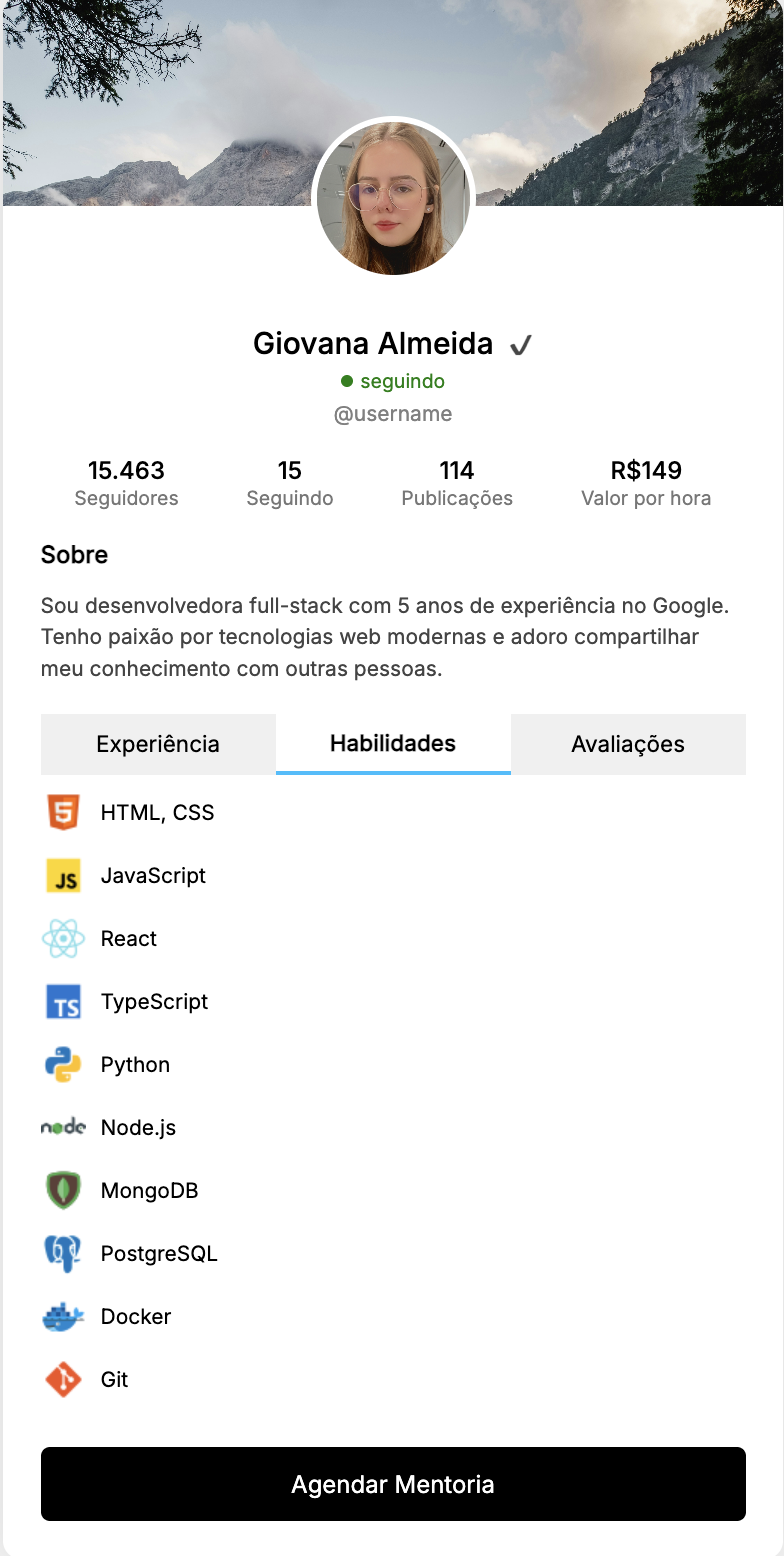 Giovana Almeida ✓
seguindo
@username
15.463 15 114 R$149
Seguidores Seguindo Publicações Valor por hora
Sobre
Sou desenvolvedora full-stack com 5 anos de experiência no Google.
Tenho paixão por tecnologias web modernas e adoro compartilhar
meu conhecimento com outras pessoas.
Experiência Habilidades Avaliações
5 HTML, CSS
JS JavaScript
React
TS TypeScript
Python
node Node.js
MongoDB
PostgreSQL
Docker
Git
Agendar Mentoria